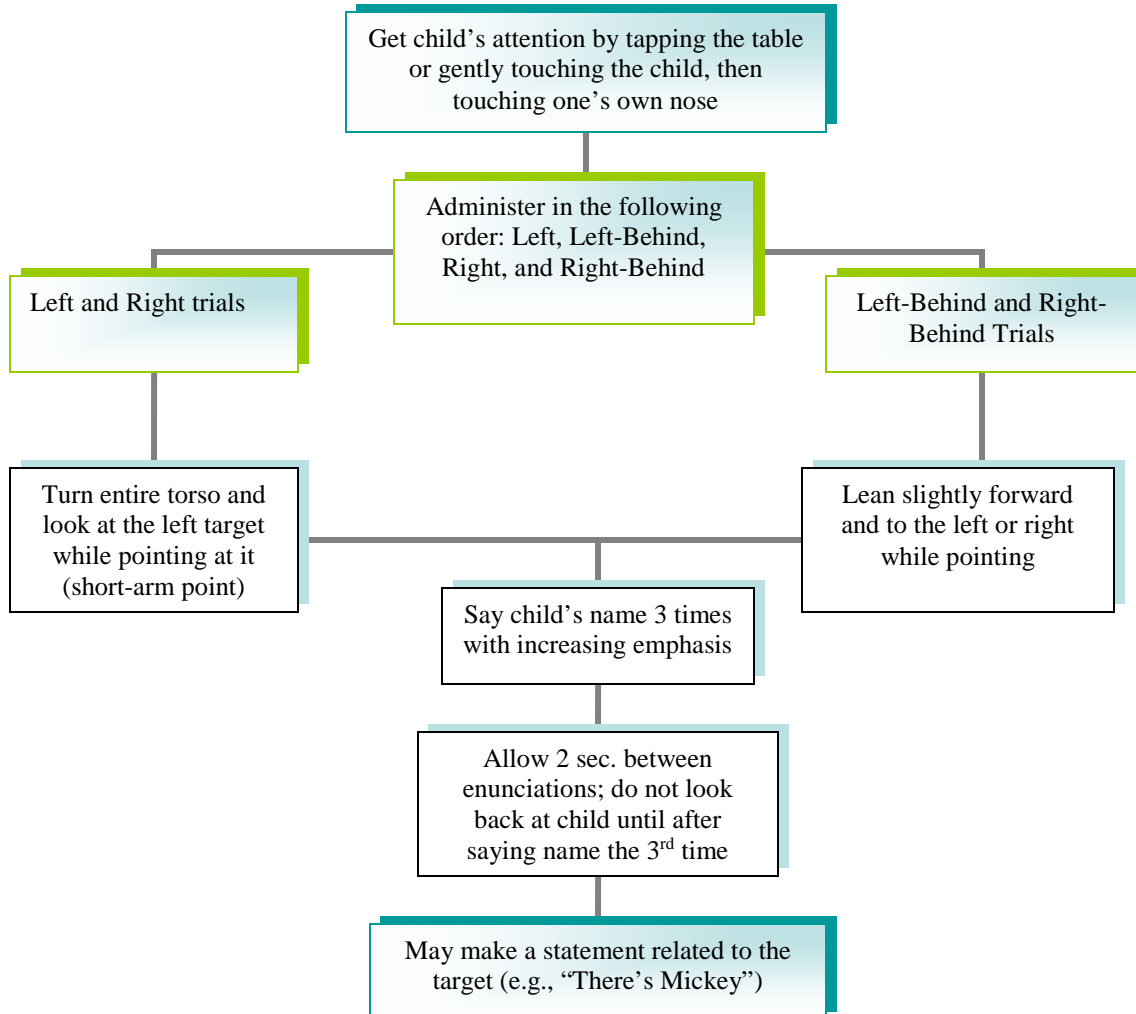 Get child’s attention by tapping the table
or gently touching the child, then
touching one’s own nose
Administer in the following
order: Left, Left-Behind,
Right, and Right-Behind
Left and Right trials
Left-Behind and Right-
Behind Trials
Turn entire torso and
look at the left target
while pointing at it
(short-arm point)
Lean slightly forward
and to the left or right
while pointing
Say child’s name 3 times
with increasing emphasis
Allow 2 sec. between
enunciations; do not look
back at child until after
saying name the 3rd time
May make a statement related to the
target (e.g., “There’s Mickey”)